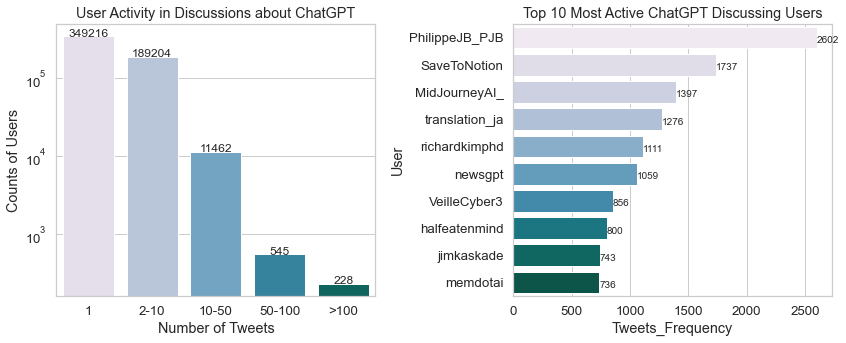 User Activity in Discussions about ChatGPT
349216
189204
11462
545
228
10^5
10^4
10^3
Counts of Users
1 2-10 10-50 50-100 >100
Number of Tweets
Top 10 Most Active ChatGPT Discussing Users
PhilippeJB_PJB 2602
SaveToNotion 1737
MidJourneyAI_ 1397
translation_ja 1276
richardkimphd 1111
newsgpt 1059
VeilleCyber3 856
halfeatenmind 800
jimkaskade 743
memdotai 736
User
0 500 1000 1500 2000 2500
Tweets_Frequency